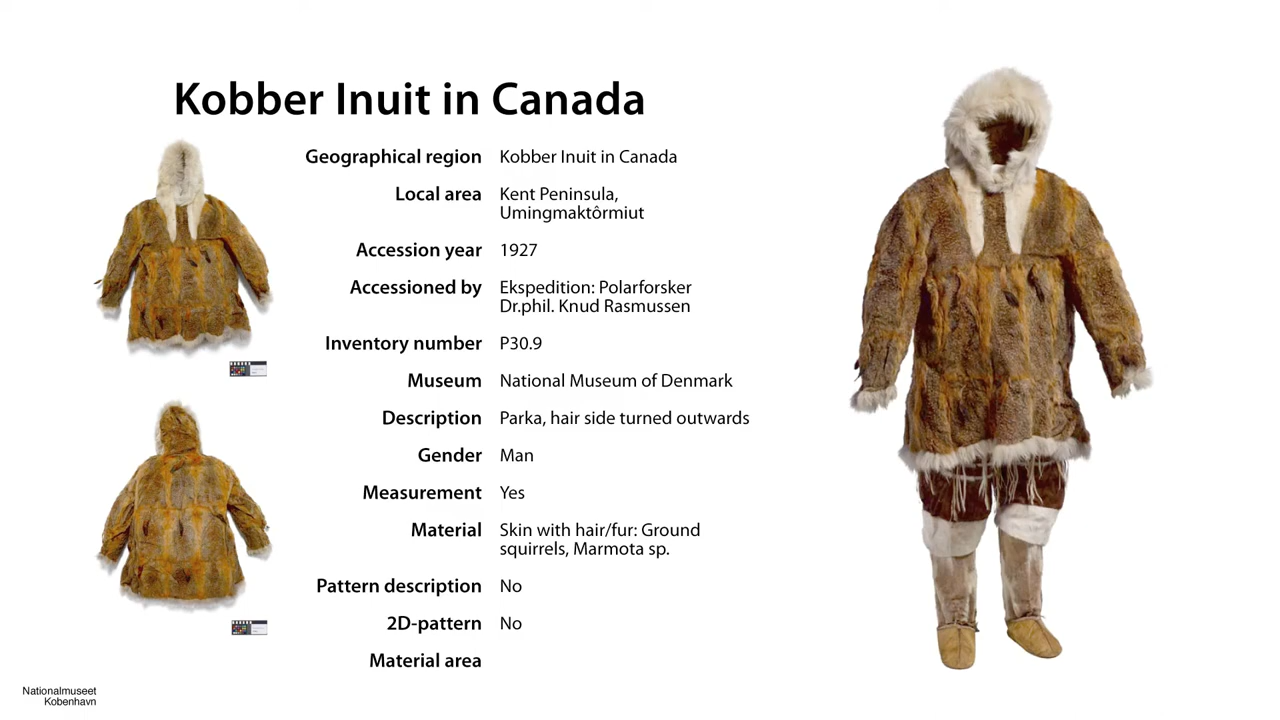 Kobber Inuit in Canada
Geographical region Kobber Inuit in Canada
Local area Kent Peninsula,
Umingmaktôrmiut
Accession year 1927
Accessioned by Ekspedition: Polarforsker
Dr.phil. Knud Rasmussen
Inventory number P30.9
Museum National Museum of Denmark
Description Parka, hair side turned outwards
Gender Man
Measurement Yes
Material Skin with hair/fur: Ground
squirrels, Marmota sp.
Pattern description No
2D-pattern No
Material area
Nationalmuseet
Kobenhavn